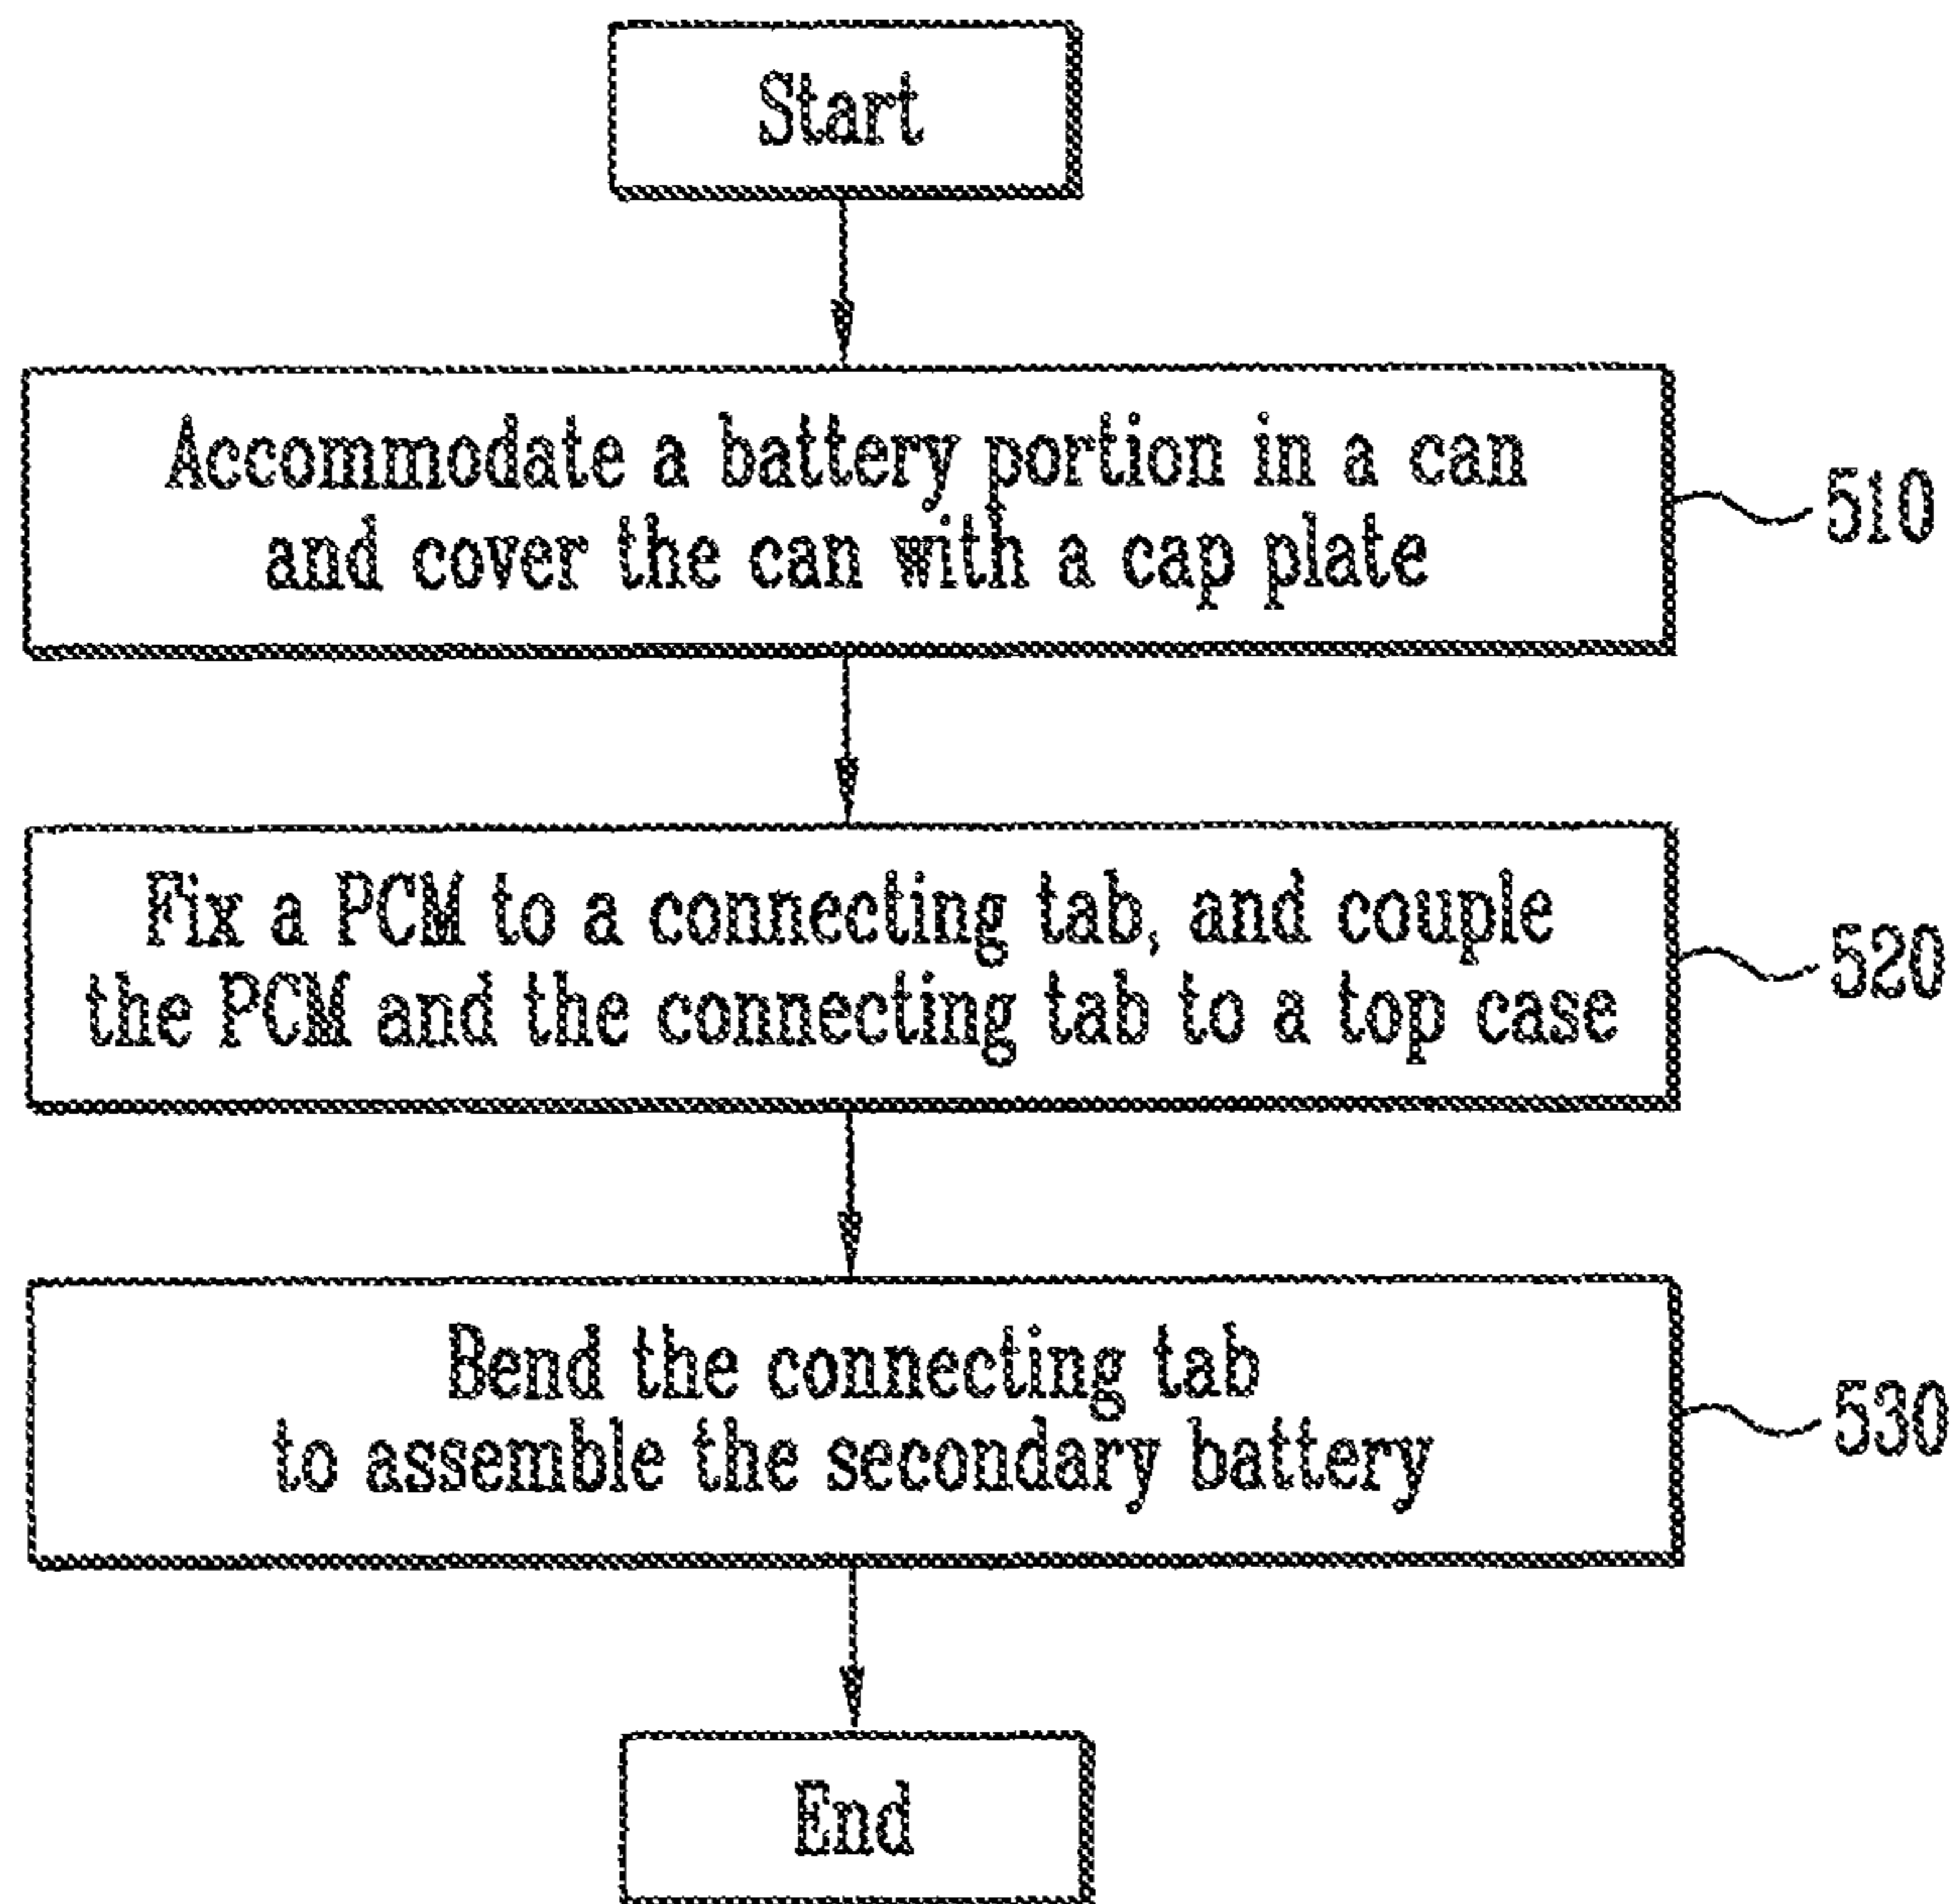 Start
Accommodate a battery portion in a can
and cover the can with a cap plate
510
Fix a PCM to a connecting tab, and couple
the PCM and the connecting tab to a top case
520
Bend the connecting tab
to assemble the secondary battery
530
End